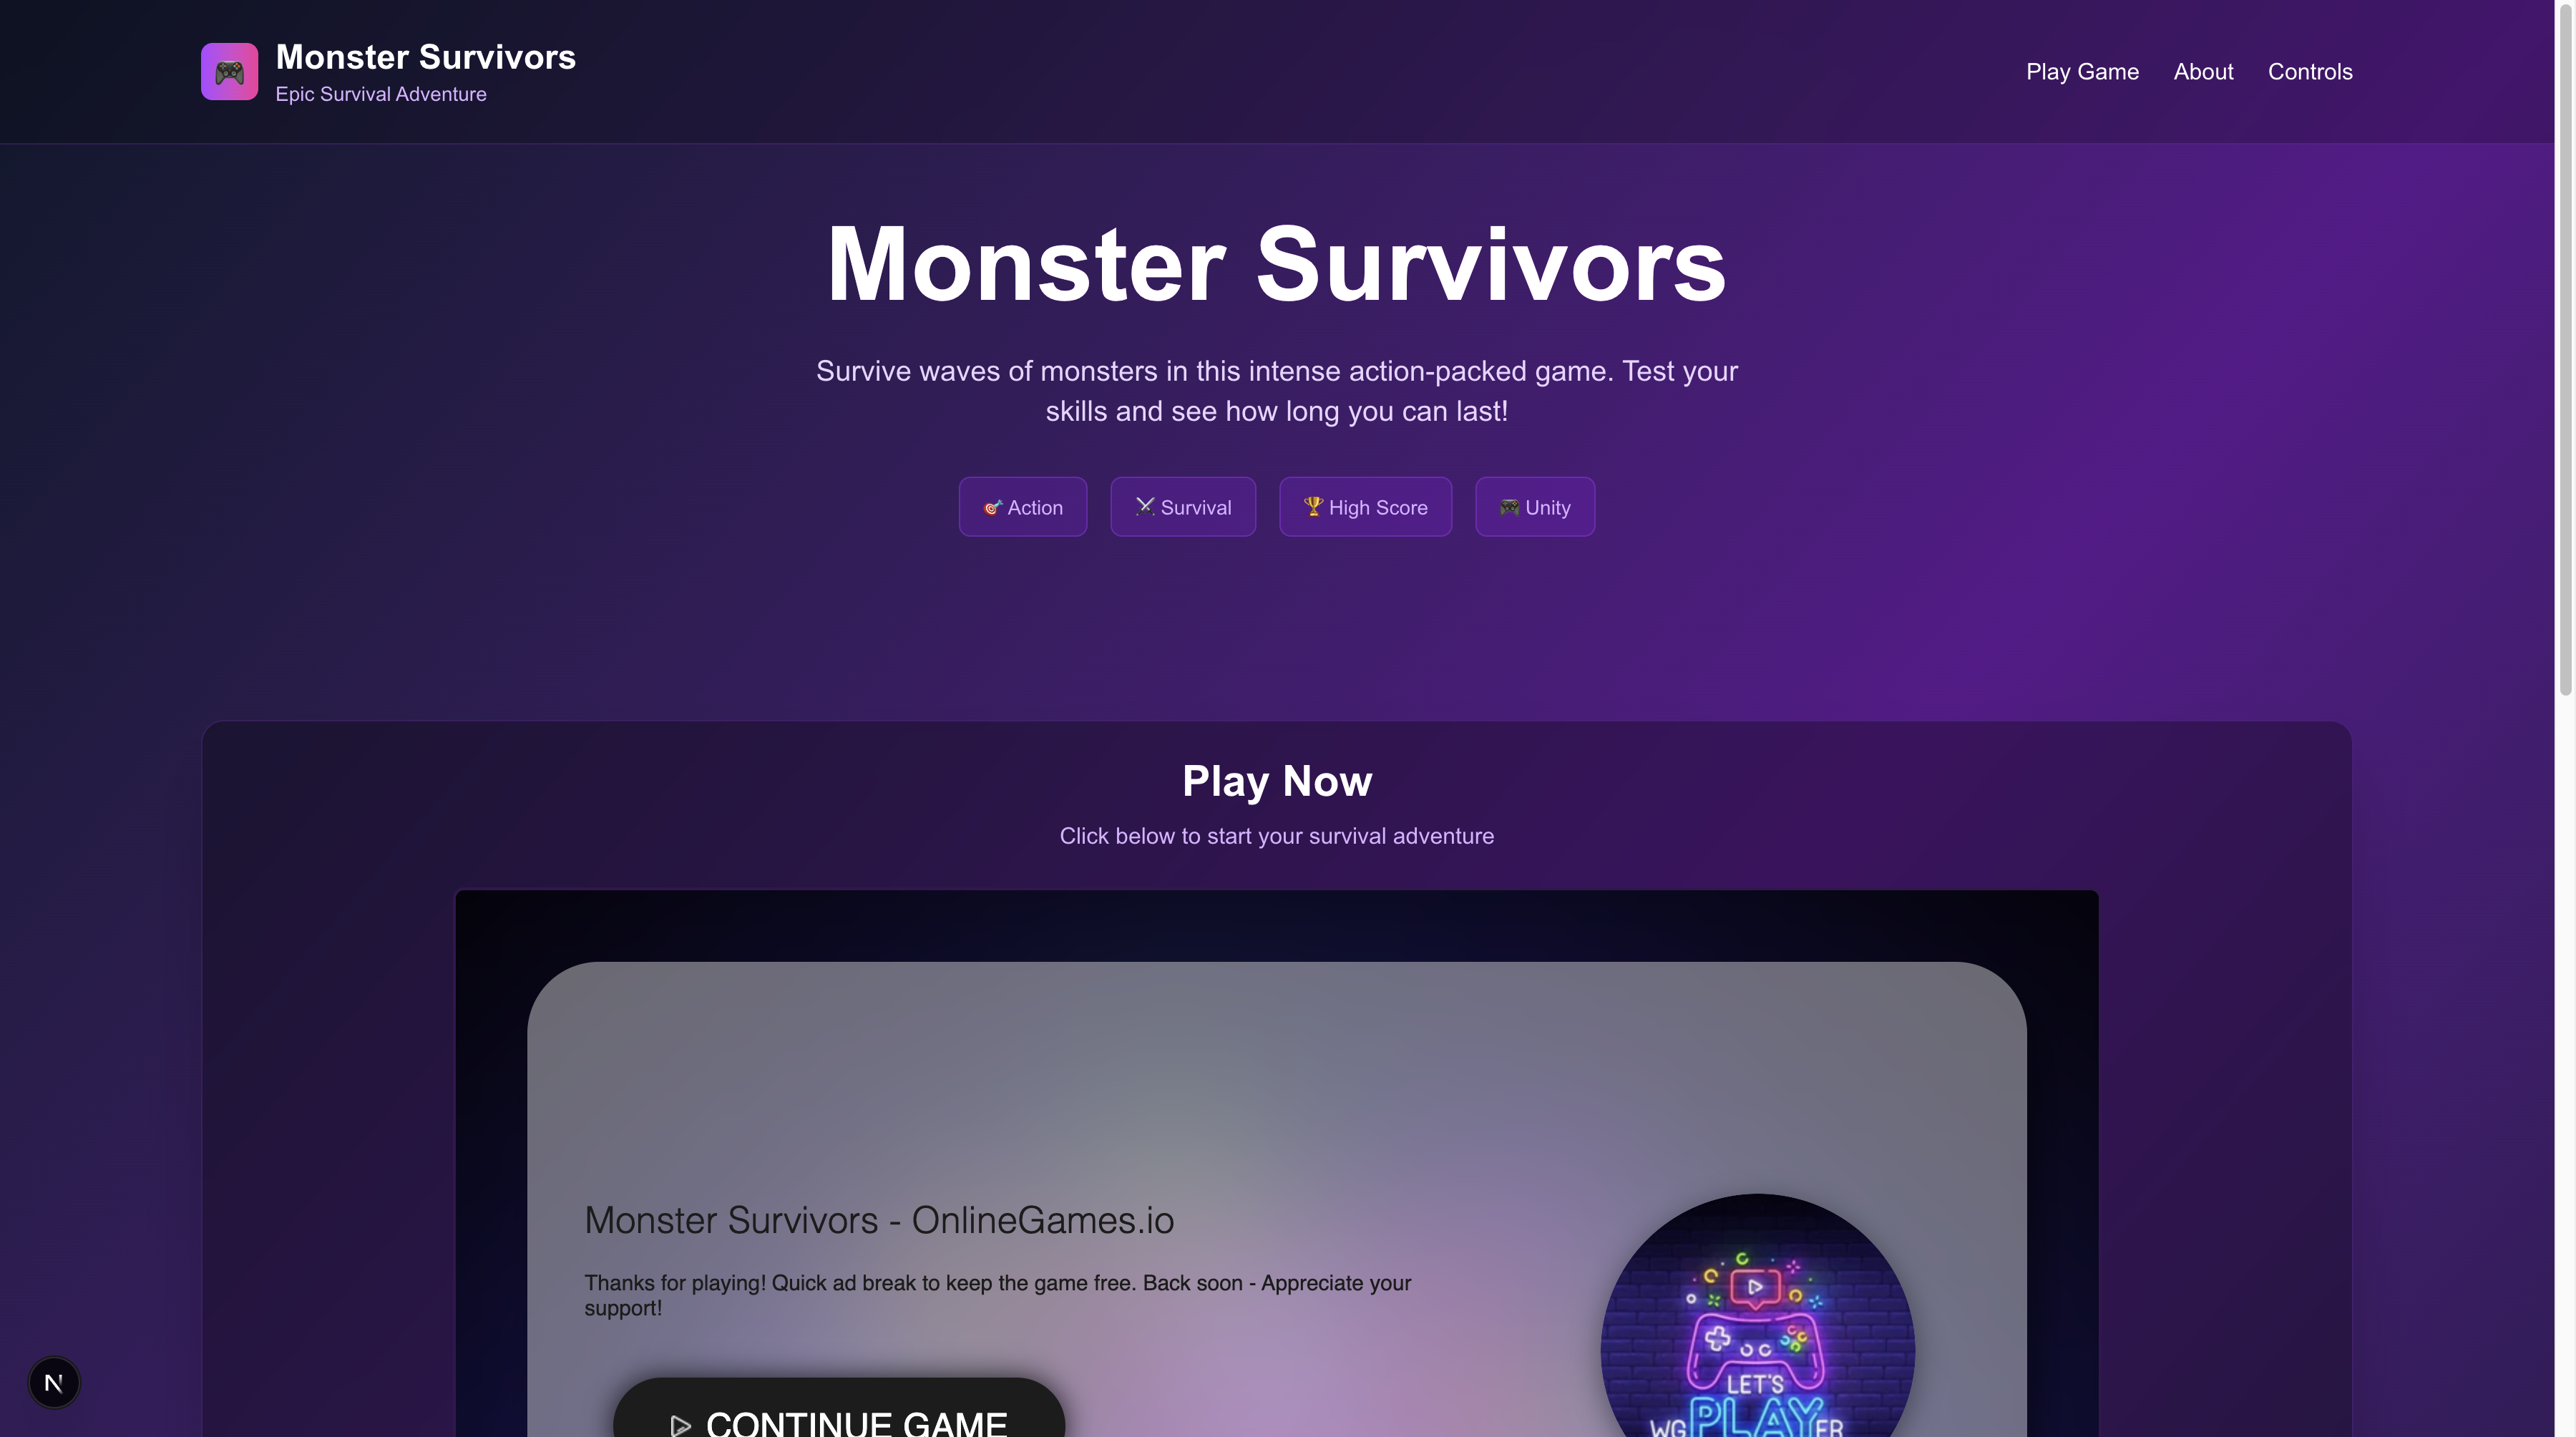 Monster Survivors
Epic Survival Adventure
Play Game
About
Controls
Monster Survivors
Survive waves of monsters in this intense action-packed game. Test your
skills and see how long you can last!
🎯 Action
⚔️ Survival
🏆 High Score
🎮 Unity
Play Now
Click below to start your survival adventure
Monster Survivors - OnlineGames.io
Thanks for playing! Quick ad break to keep the game free. Back soon - Appreciate your
support!
CONTINUE GAME
LET'S
WGPLAYER
N